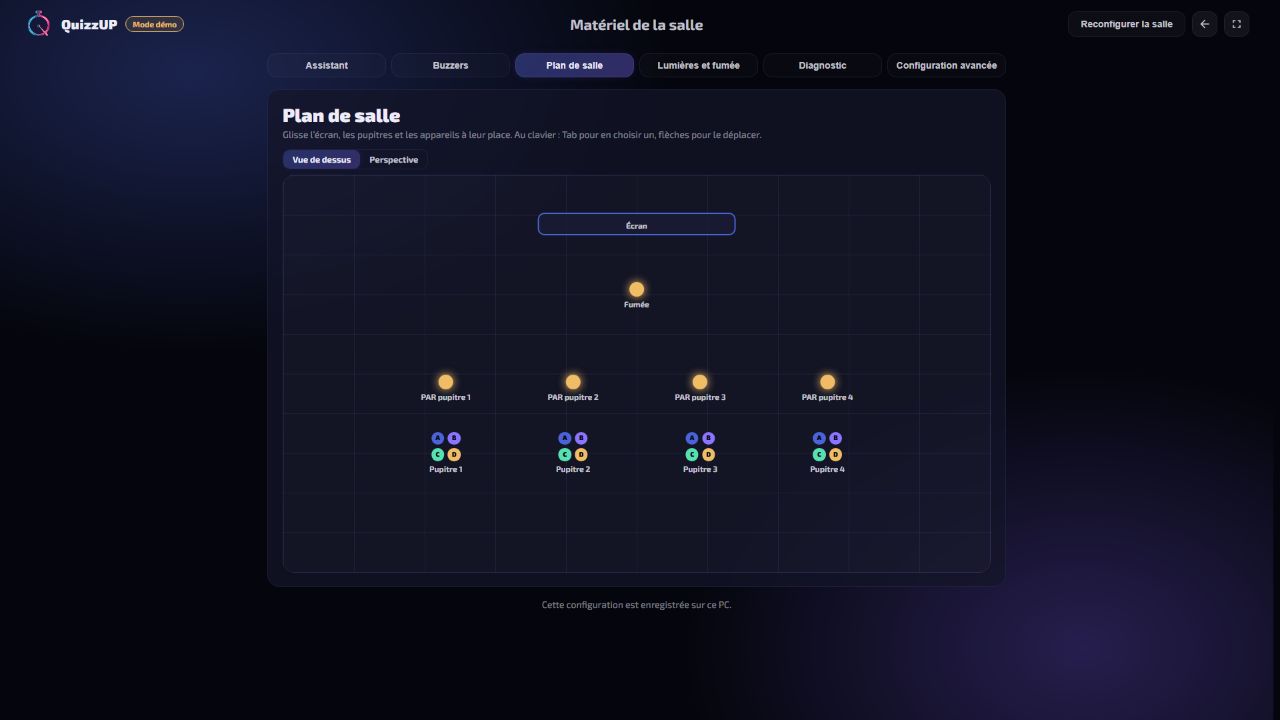 QuizzUP
Mode démo
Matériel de la salle
Reconfigurer la salle
Assistant
Buzzers
Plan de salle
Lumières et fumée
Diagnostic
Configuration avancée
Plan de salle
Glisse l'écran, les pupitres et les appareils à leur place. Au clavier : Tab pour en choisir un, flèches pour le déplacer.
Vue de dessus
Perspective
Écran
Fumée
PAR pupitre 1
PAR pupitre 2
PAR pupitre 3
PAR pupitre 4
A B
C D
Pupitre 1
A B
C D
Pupitre 2
A B
C D
Pupitre 3
A B
C D
Pupitre 4
Cette configuration est enregistrée sur ce PC.